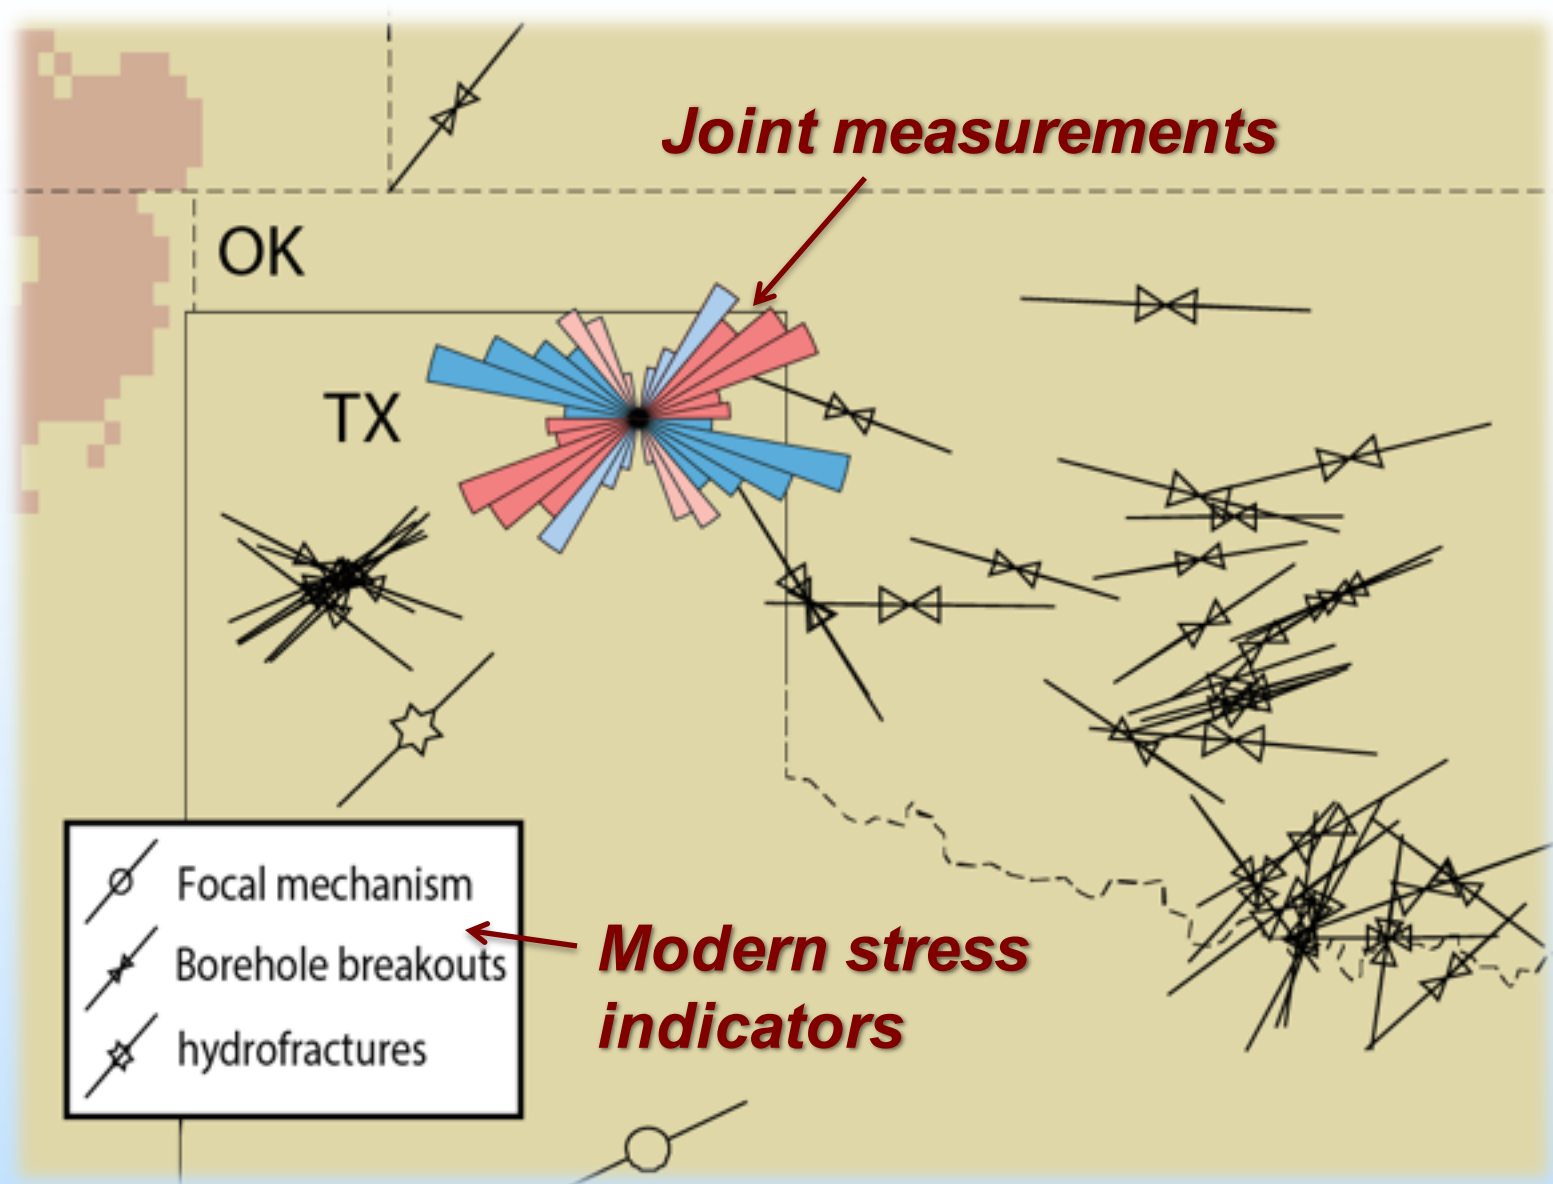 Joint measurements
OK
TX
Focal mechanism
Borehole breakouts
hydrofractures
Modern stress
indicators